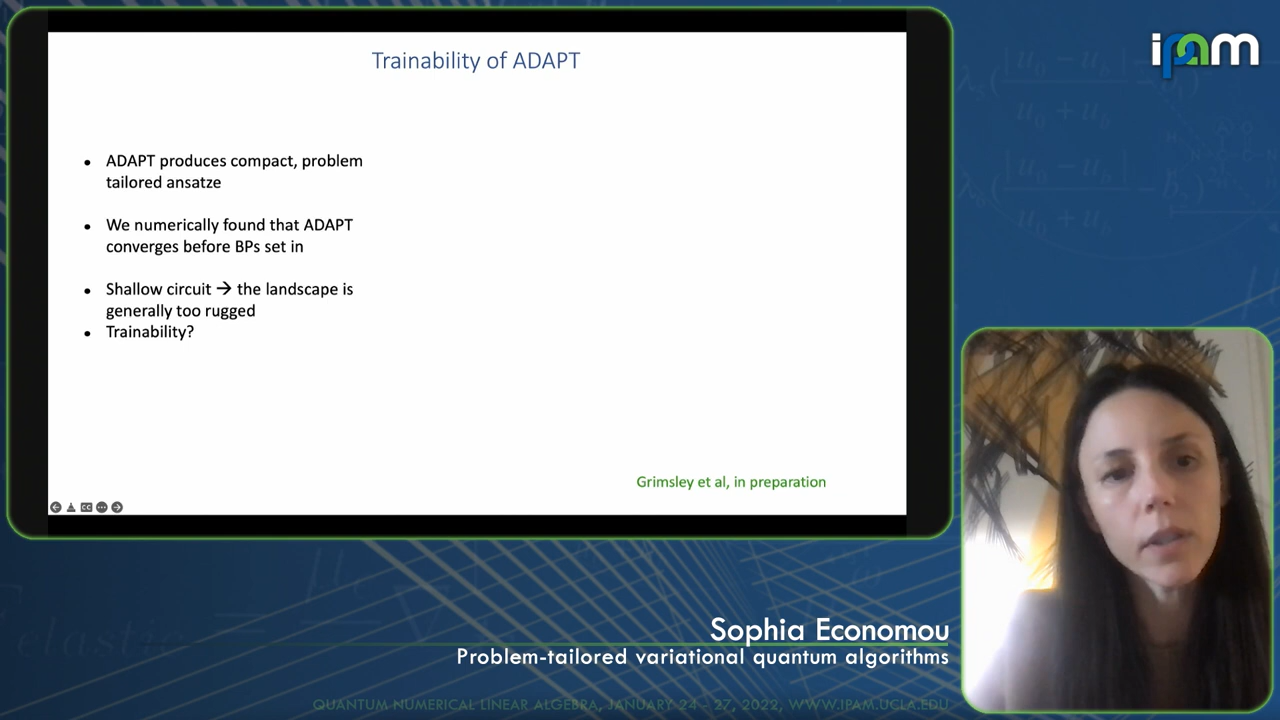 Trainability of ADAPT
• ADAPT produces compact, problem
tailored ansatze
• We numerically found that ADAPT
converges before BPs set in
• Shallow circuit → the landscape is
generally too rugged
• Trainability?
Grimsley et al, in preparation
ipam
Sophia Economou
Problem-tailored variational quantum algorithms
QUANTUM NUMERICAL LINEAR ALGEBRA, JANUARY 24 - 27, 2022, WWW.IPAM.UCLA.EDU
elastic